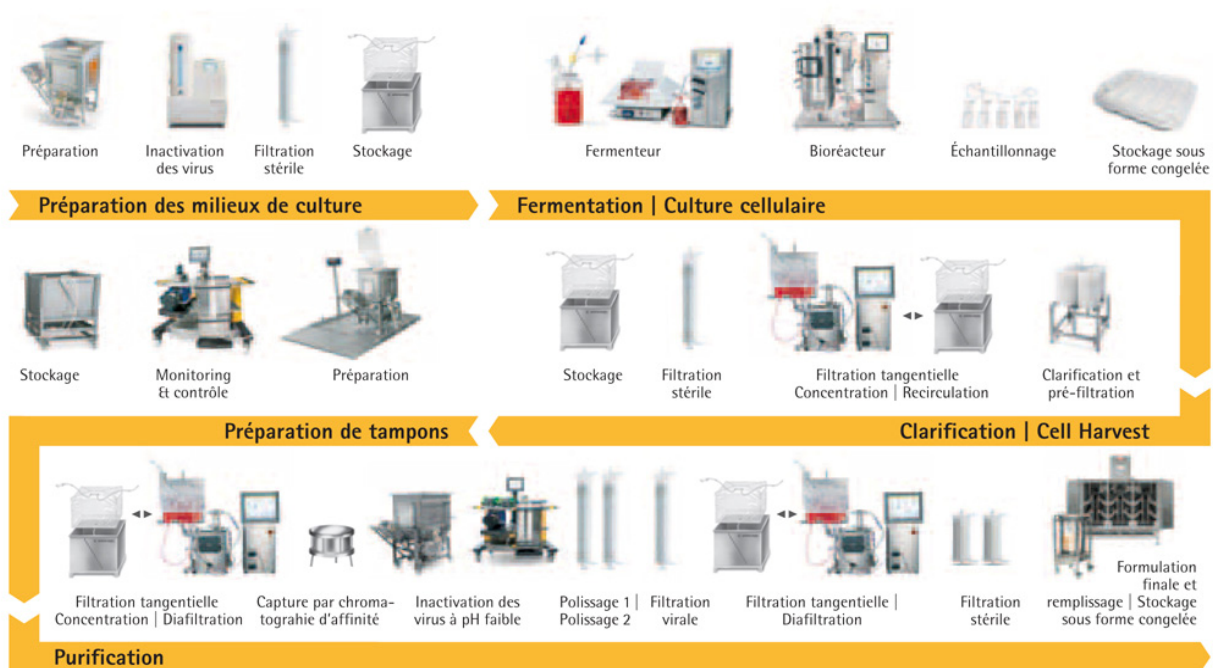 Préparation
Inactivation
des virus
Filtration
stérile
Stockage
Fermenteur
Bioréacteur
Échantillonnage
Stockage sous
forme congelée
Préparation des milieux de culture
Fermentation | Culture cellulaire
Stockage
Monitoring
& contrôle
Préparation
Stockage
Filtration
stérile
Filtration tangentielle
Concentration | Recirculation
Clarification et
pré-filtration
Préparation de tampons
Clarification | Cell Harvest
Filtration tangentielle
Concentration | Diafiltration
Capture par chroma-
tograhie d'affinité
Inactivation des
virus à pH faible
Polissage 1 |
Polissage 2
Filtration
virale
Filtration tangentielle |
Diafiltration
Filtration
stérile
Formulation
finale et
remplissage | Stockage
sous forme congelée
Purification